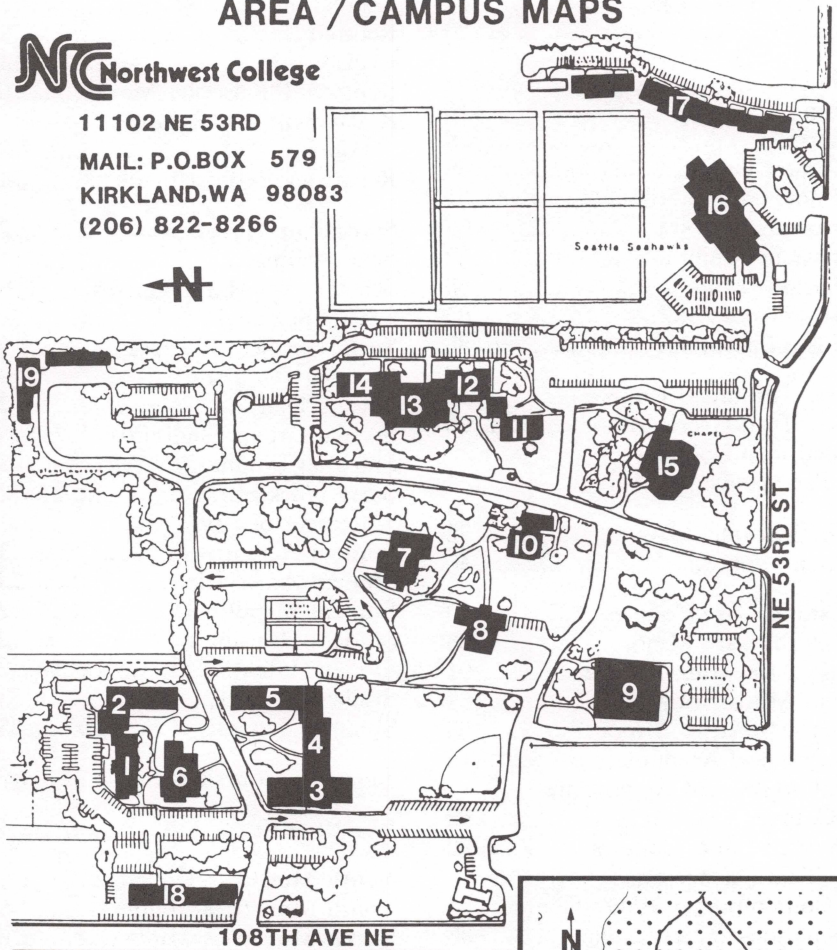 AREA / CAMPUS MAPS
NC Northwest College
11102 NE 53RD
MAIL: P.O.BOX 579
KIRKLAND, WA 98083
(206) 822-8266
N
17
16
Seattle Seahawks
19
14
13
12
11
CHAPEL
15
NE 53RD ST
10
7
8
9
parking
2
5
1
6
4
3
18
108TH AVE NE
N